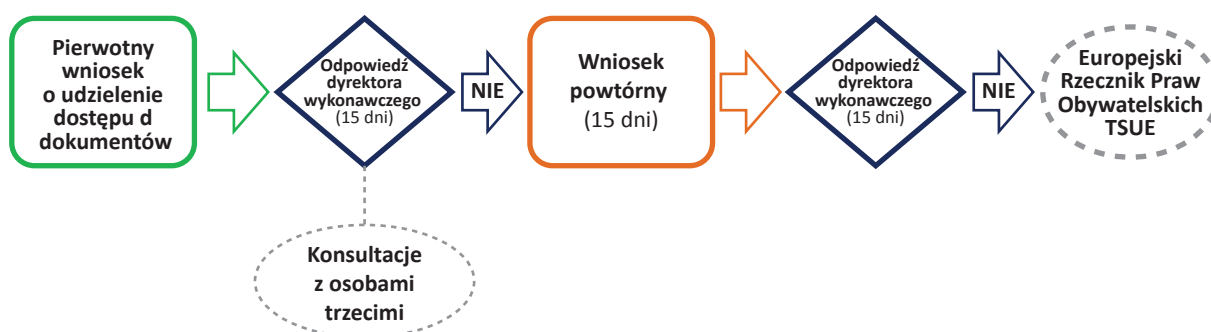 Pierwotny
wniosek
o udzielenie
dostępu d
dokumentów
Odpowiedź
dyrektora
wykonawczego
(15 dni)
NIE
Wniosek
powtórny
(15 dni)
Odpowiedź
dyrektora
wykonawczego
(15 dni)
NIE
Europejski
Rzecznik Praw
Obywatelskich
TSUE
Konsultacje
z osobami
trzecimi